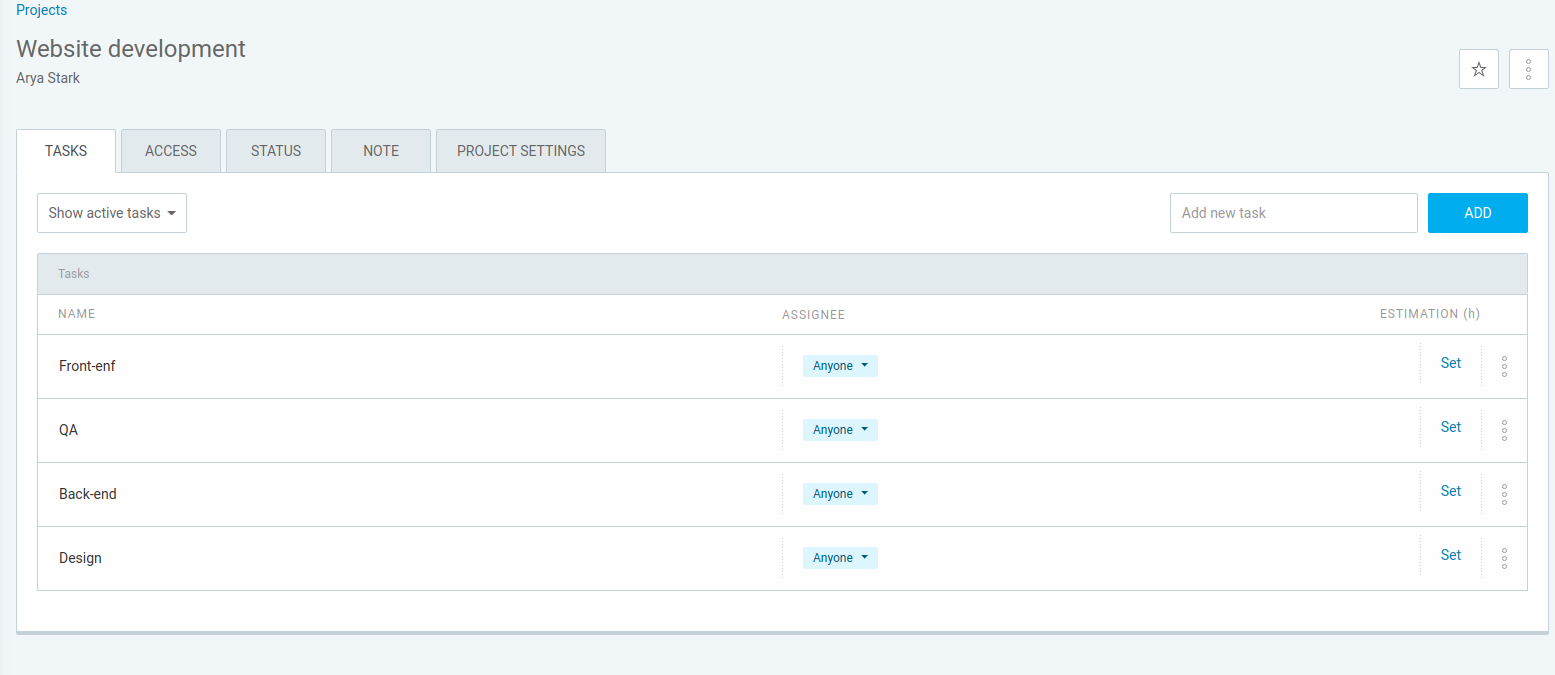 Projects
Website development
Arya Stark
TASKS ACCESS STATUS NOTE PROJECT SETTINGS
Show active tasks Add new task ADD
Tasks
NAME ASSIGNEE ESTIMATION (h)
Front-enf Anyone Set
QA Anyone Set
Back-end Anyone Set
Design Anyone Set